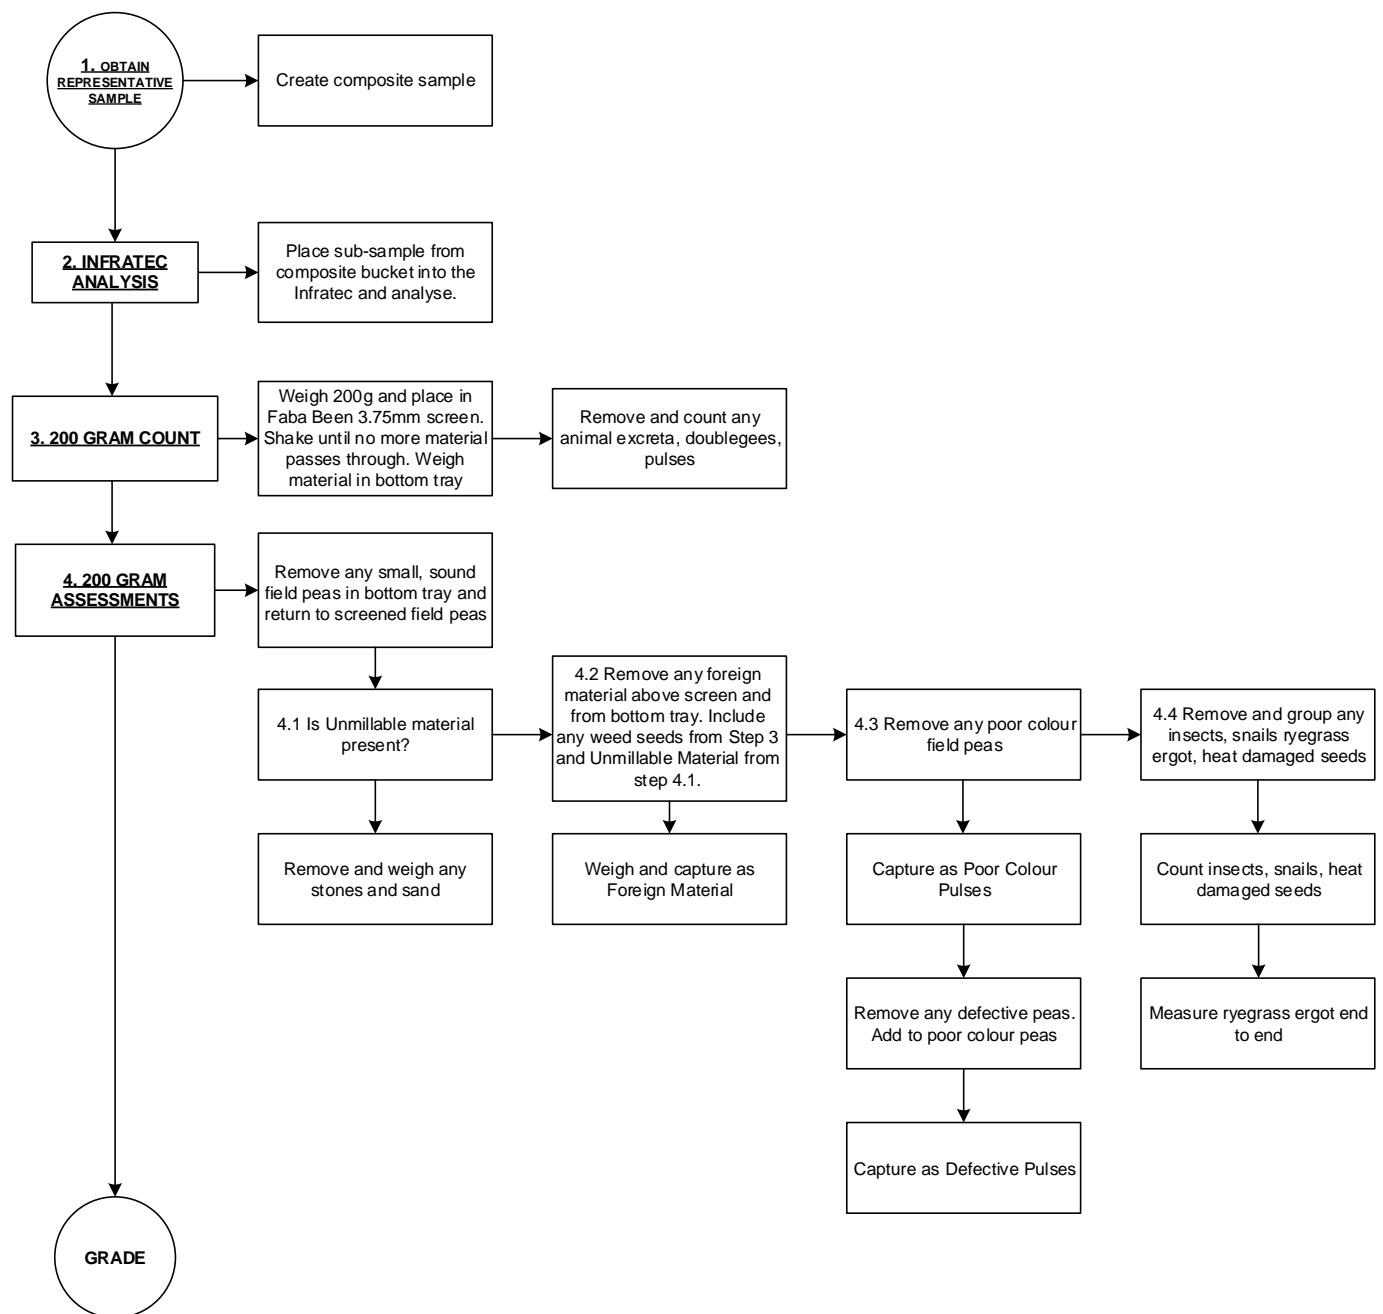 1. OBTAIN
REPRESENTATIVE
SAMPLE
Create composite sample
2. INFRATEC
ANALYSIS
Place sub-sample from
composite bucket into the
Infratec and analyse.
3. 200 GRAM COUNT
Weigh 200g and place in
Faba Been 3.75mm screen.
Shake until no more material
passes through. Weigh
material in bottom tray
Remove and count any
animal excreta, doublegees,
pulses
4. 200 GRAM
ASSESSMENTS
Remove any small, sound
field peas in bottom tray and
return to screened field peas
4.1 Is Unmillable material
present?
4.2 Remove any foreign
material above screen and
from bottom tray. Include
any weed seeds from Step 3
and Unmillable Material from
step 4.1.
4.3 Remove any poor colour
field peas
4.4 Remove and group any
insects, snails ryegrass
ergot, heat damaged seeds
Remove and weigh any
stones and sand
Weigh and capture as
Foreign Material
Capture as Poor Colour
Pulses
Count insects, snails, heat
damaged seeds
Remove any defective peas.
Add to poor colour peas
Measure ryegrass ergot end
to end
Capture as Defective Pulses
GRADE